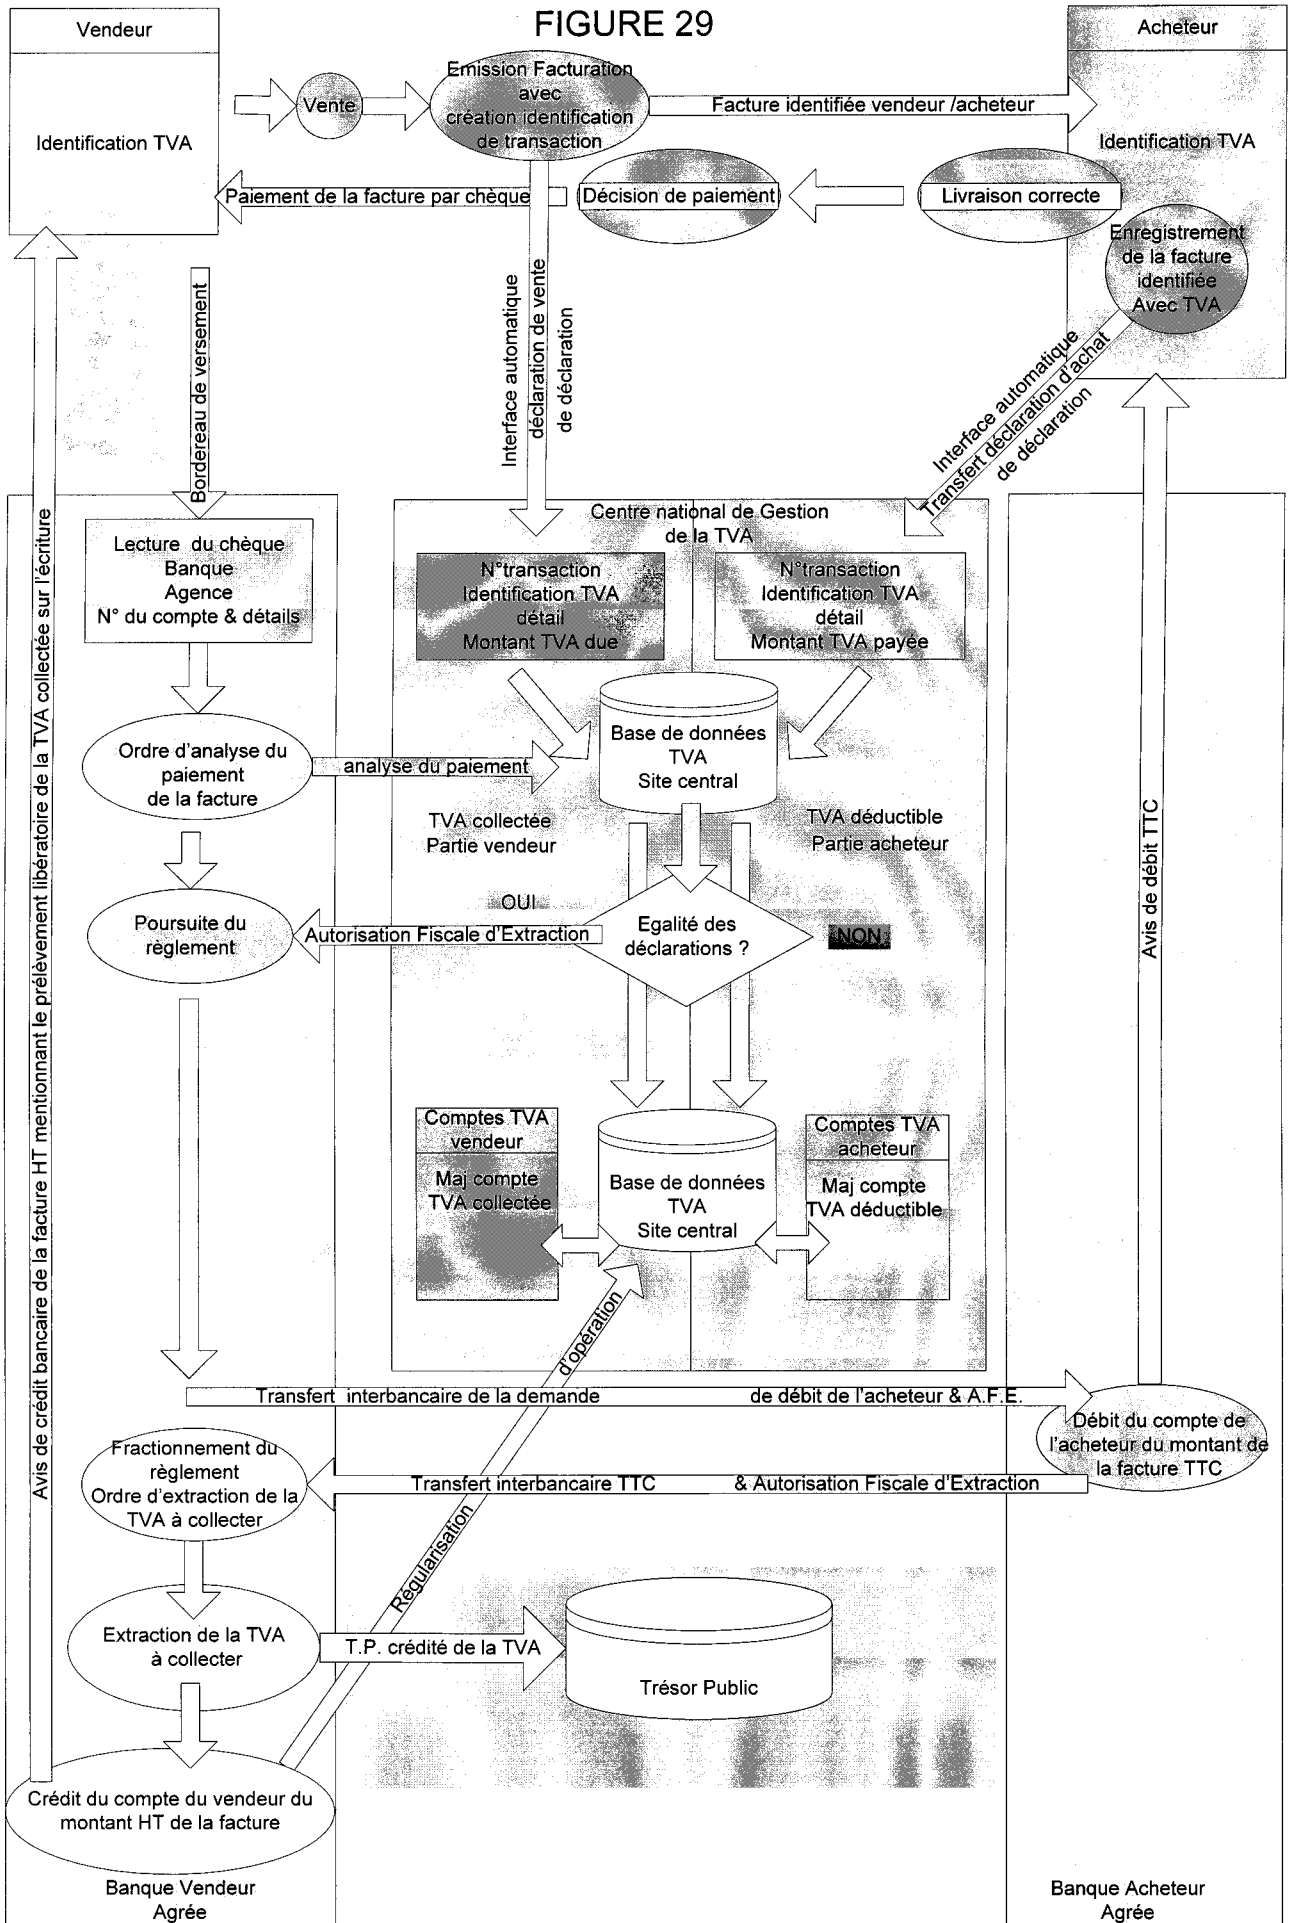 FIGURE 29
Vendeur
Identification TVA
Vente
Emission Facturation
avec
création identification
de transaction
Facture identifiée vendeur /acheteur
Acheteur
Identification TVA
Paiement de la facture par chèque
Décision de paiement
Livraison correcte
Enregistrement
de la facture
identifiée
Avec TVA
Bordereau de versement
Interface automatique
déclaration de vente
de déclaration
Interface automatique
Transfert déclaration d'achat
de déclaration
Avis de crédit bancaire de la facture HT mentionnant le prélèvement libératoire de la TVA collectée sur l'écriture
Lecture du chèque
Banque
Agence
N° du compte & détails
Centre national de Gestion
de la TVA
N°transaction
Identification TVA
détail
Montant TVA due
N°transaction
Identification TVA
détail
Montant TVA payée
Ordre d'analyse du
paiement
de la facture
analyse du paiement
Base de données
TVA
Site central
TVA collectée
Partie vendeur
TVA déductible
Partie acheteur
Avis de débit TTC
Poursuite du
règlement
OUI
Autorisation Fiscale d'Extraction
Egalité des
déclarations ?
NON
Comptes TVA
vendeur
Maj compte
TVA collectée
Base de données
TVA
Site central
Comptes TVA
acheteur
Maj compte
TVA déductible
Régularisation
d'opération
Transfert interbancaire de la demande
de débit de l'acheteur & A.F.E.
Débit du compte de
l'acheteur du montant de
la facture TTC
Fractionnement du
règlement
Ordre d'extraction de la
TVA à collecter
Transfert interbancaire TTC
& Autorisation Fiscale d'Extraction
Extraction de la TVA
à collecter
T.P. crédité de la TVA
Trésor Public
Crédit du compte du vendeur du
montant HT de la facture
Banque Vendeur
Agrée
Banque Acheteur
Agrée